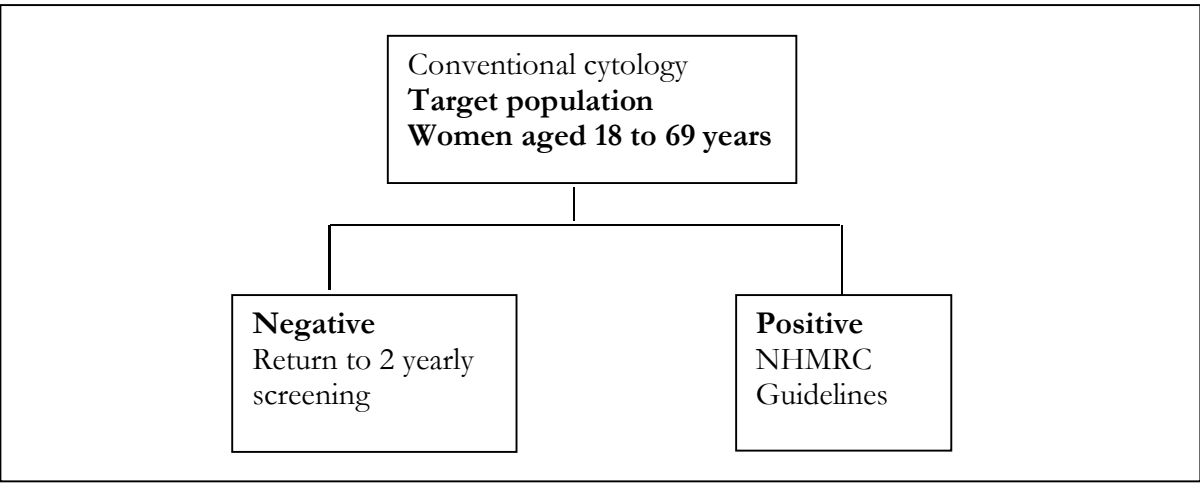 Conventional cytology
Target population
Women aged 18 to 69 years
Negative
Return to 2 yearly
screening
Positive
NHMRC
Guidelines